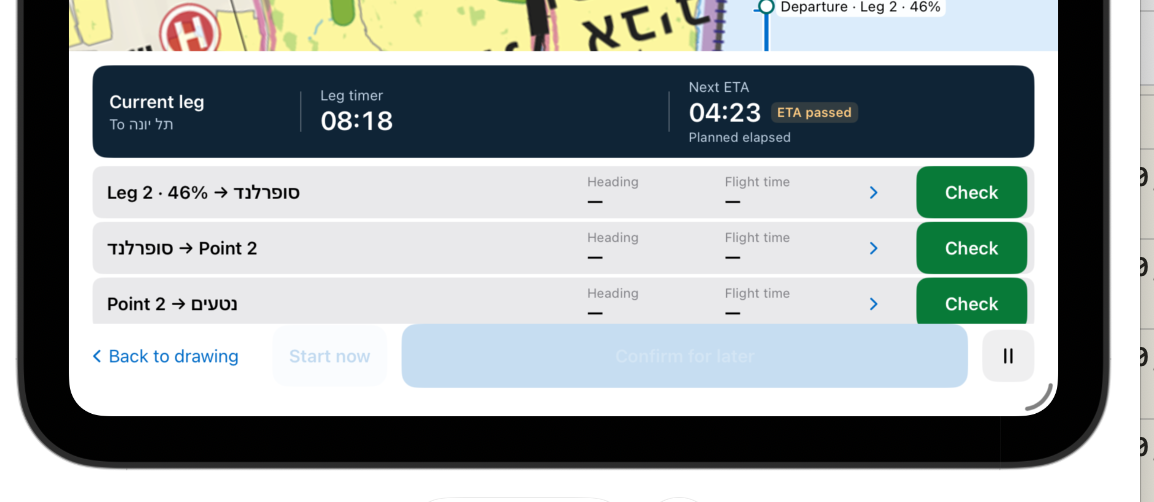 Departure · Leg 2 · 46%
H
Current leg
To תל יונה
Leg timer
08:18
Next ETA
04:23 ETA passed
Planned elapsed
Leg 2 · 46% → סופרלנד
Heading
—
Flight time
—
Check
סופרלנד → Point 2
Heading
—
Flight time
—
Check
Point 2 → נטעים
Heading
—
Flight time
—
Check
Back to drawing
Start now
Confirm for later